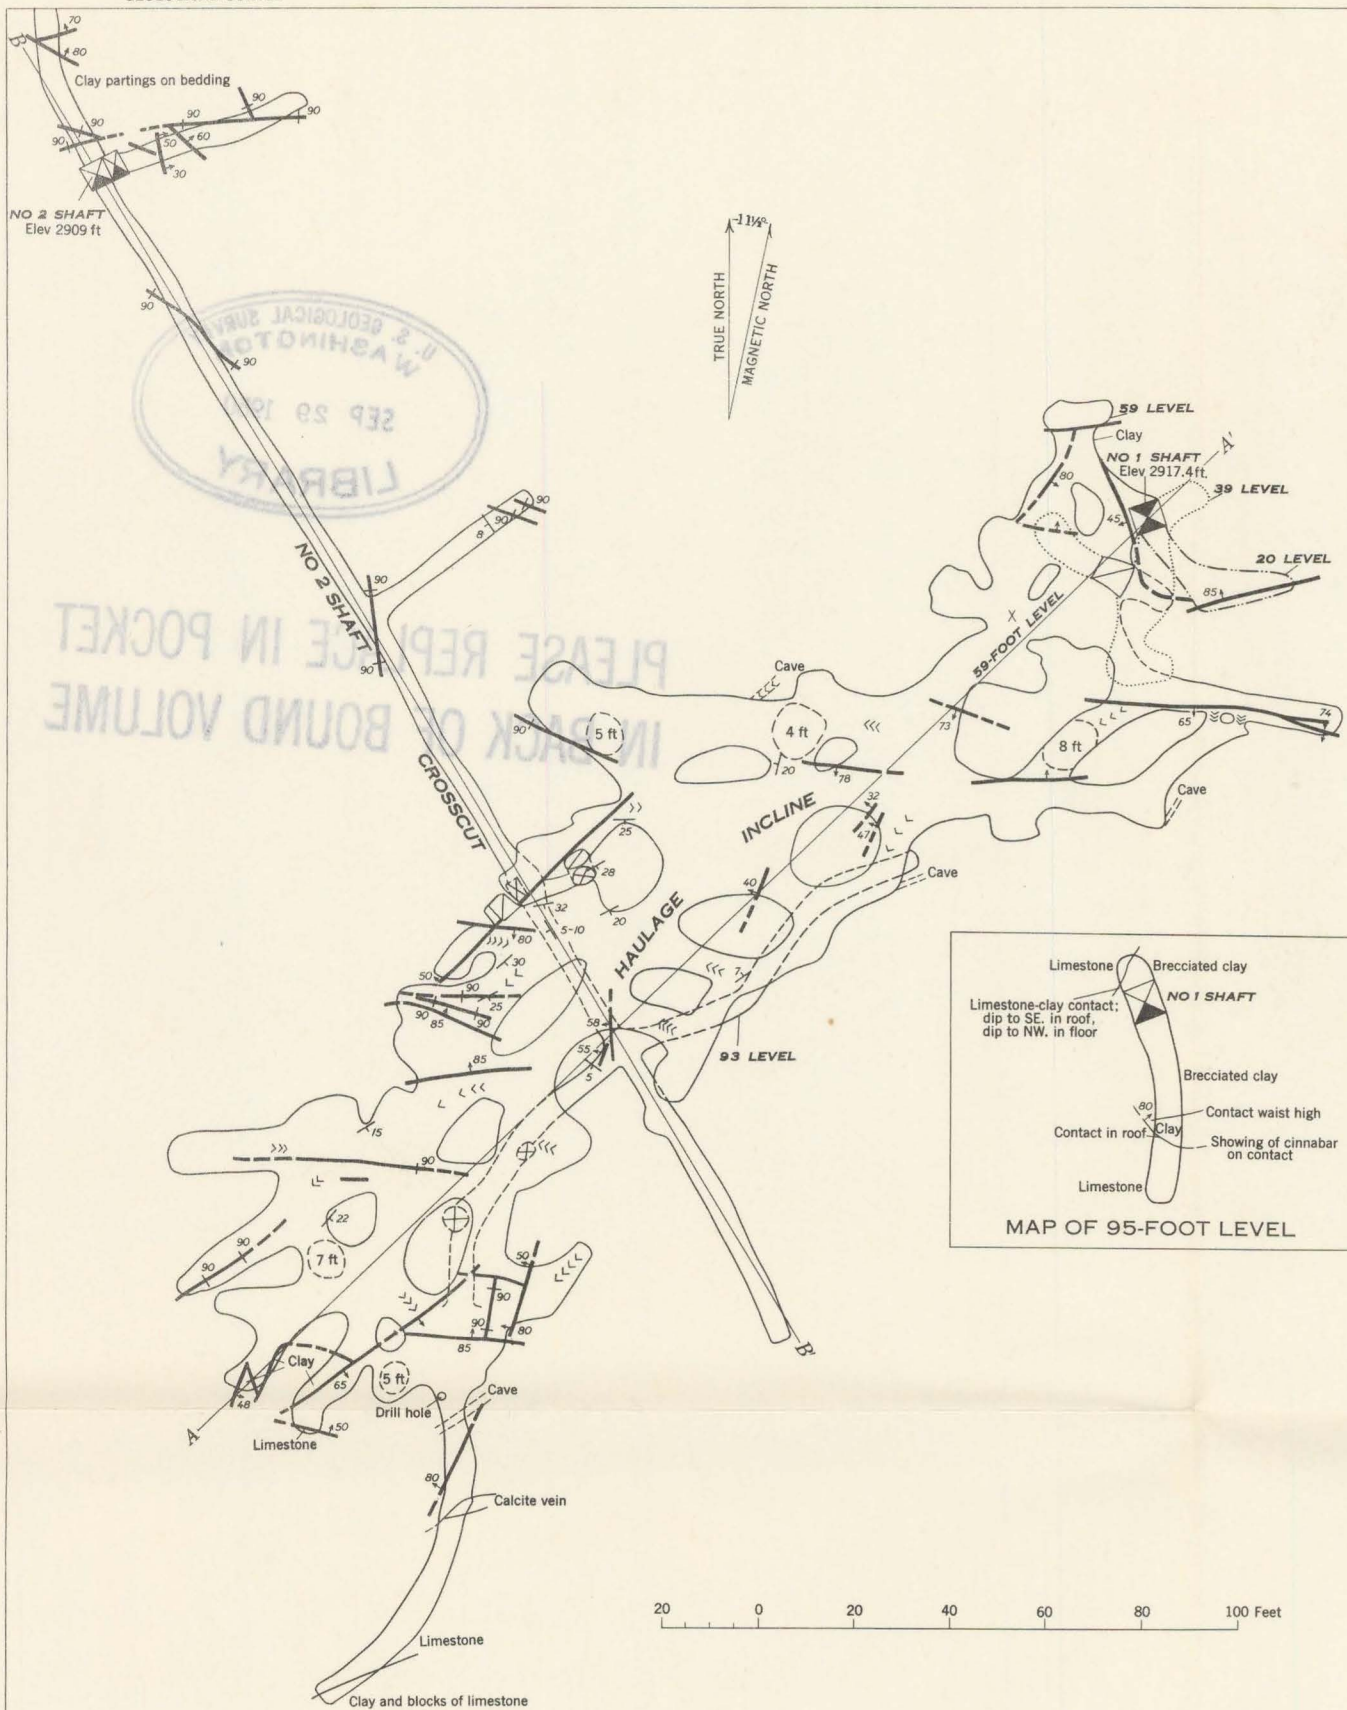 B
70
80
Clay partings on bedding
90
90
90
90
90
50
60
30
NO 2 SHAFT
Elev 2909 ft
-11½°
TRUE NORTH
MAGNETIC NORTH
90
90
U. S. GEOLOGICAL SURVEY
WASHINGTON
SEP 29
LIBRARY
59 LEVEL
Clay
A'
NO 1 SHAFT
Elev 2917.4 ft.
39 LEVEL
80
45
20 LEVEL
85
90
90
8
90
90
NO 2 SHAFT
CROSSCUT
PLEASE REPLACE IN POCKET
IN BACK OF BOUND VOLUME
X
59-FOOT LEVEL
Cave
90
5 ft
4 ft
20
78
73
8 ft
65
74
Cave
INCLINE
HAULAGE
32
47
Cave
25
28
32
20
5-10
40
80
30
50
90
25
90
85
90
7
58
55
5
93 LEVEL
85
15
90
22
7 ft
90
90
50
90
90
80
85
Clay
65
5 ft
48
A
50
Limestone
Drill hole
Cave
80
Calcite vein
B'
Limestone
Clay and blocks of limestone
Limestone
Brecciated clay
NO 1 SHAFT
Limestone-clay contact;
dip to SE. in roof,
dip to NW. in floor
Brecciated clay
80
Contact waist high
Contact in roof
Clay
Showing of cinnabar
on contact
Limestone
MAP OF 95-FOOT LEVEL
20 0 20 40 60 80 100 Feet